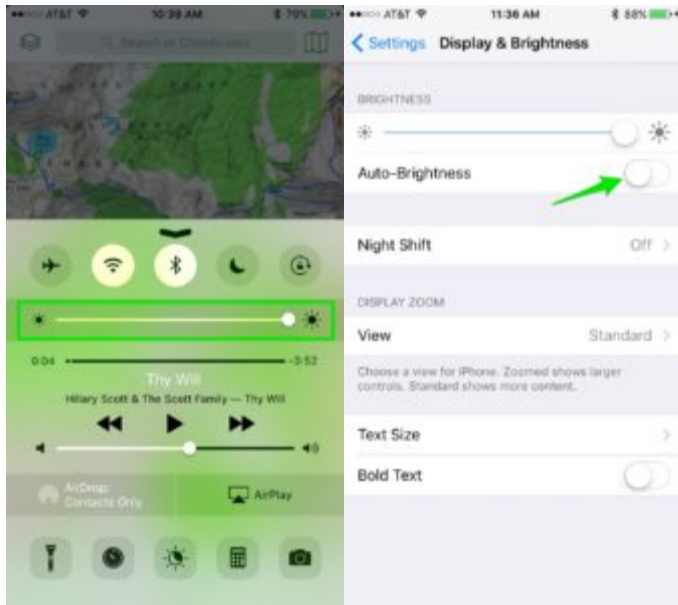 AT&T 10:39 AM 79%
Search or Coordinates
0:04 -3:52
Thy Will
Hillary Scott & The Scott Family — Thy Will
AirDrop:
Contacts Only
AirPlay
AT&T 11:36 AM 88%
Settings Display & Brightness
BRIGHTNESS
Auto-Brightness
Night Shift Off
DISPLAY ZOOM
View Standard
Choose a view for iPhone. Zoomed shows larger
controls. Standard shows more content.
Text Size
Bold Text